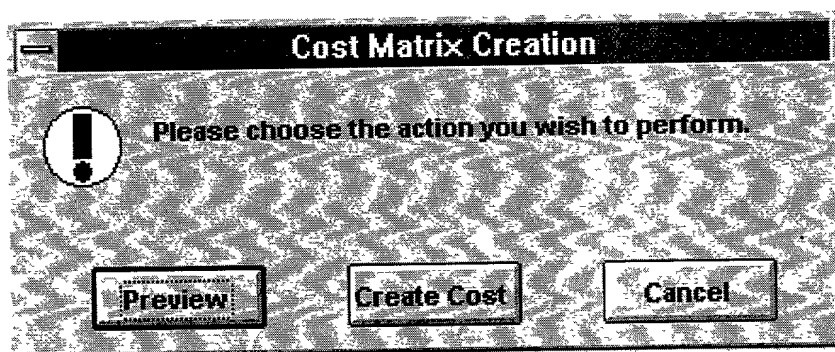 Cost Matrix Creation
Please choose the action you wish to perform.
Preview Create Cost Cancel